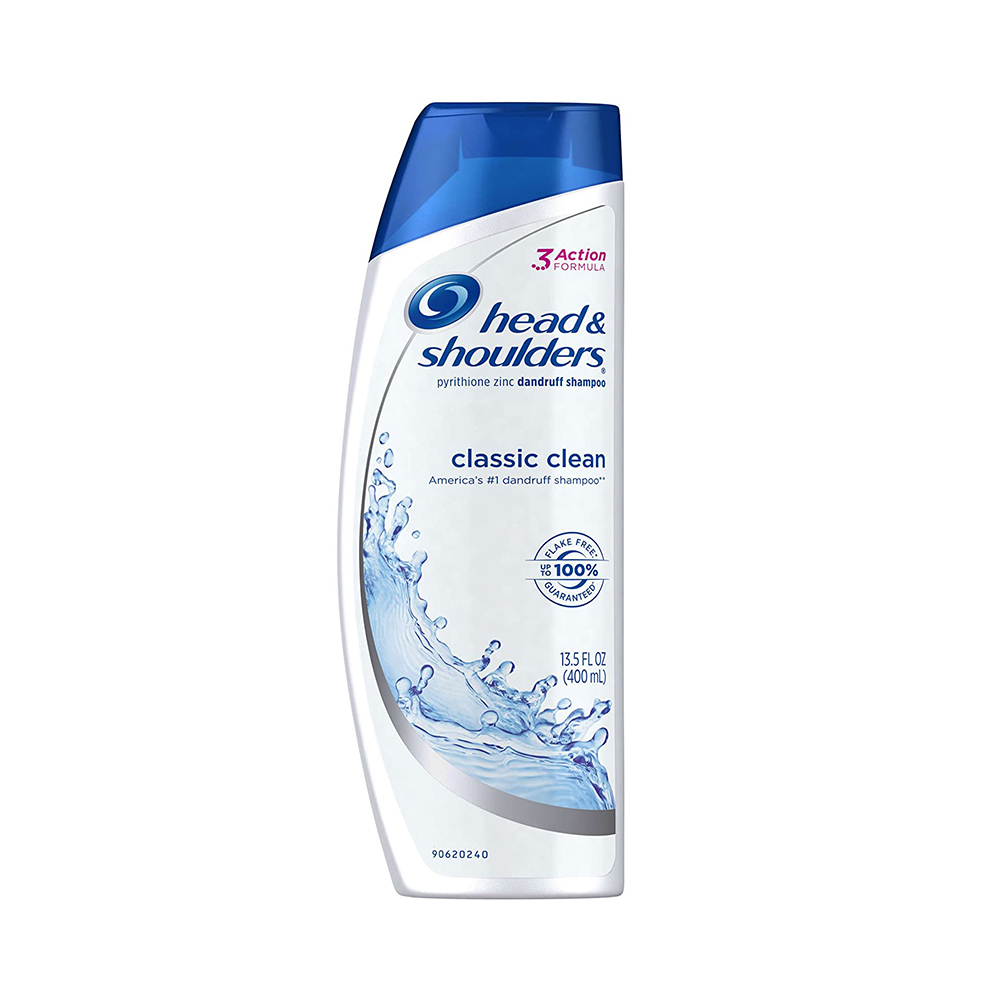 3 Action
FORMULA
head &
shoulders®
pyrithione zinc dandruff shampoo
classic clean
America's #1 dandruff shampoo**
FLAKE FREE*
UP TO 100%
GUARANTEED*
13.5 FL OZ
(400 mL)
90620240